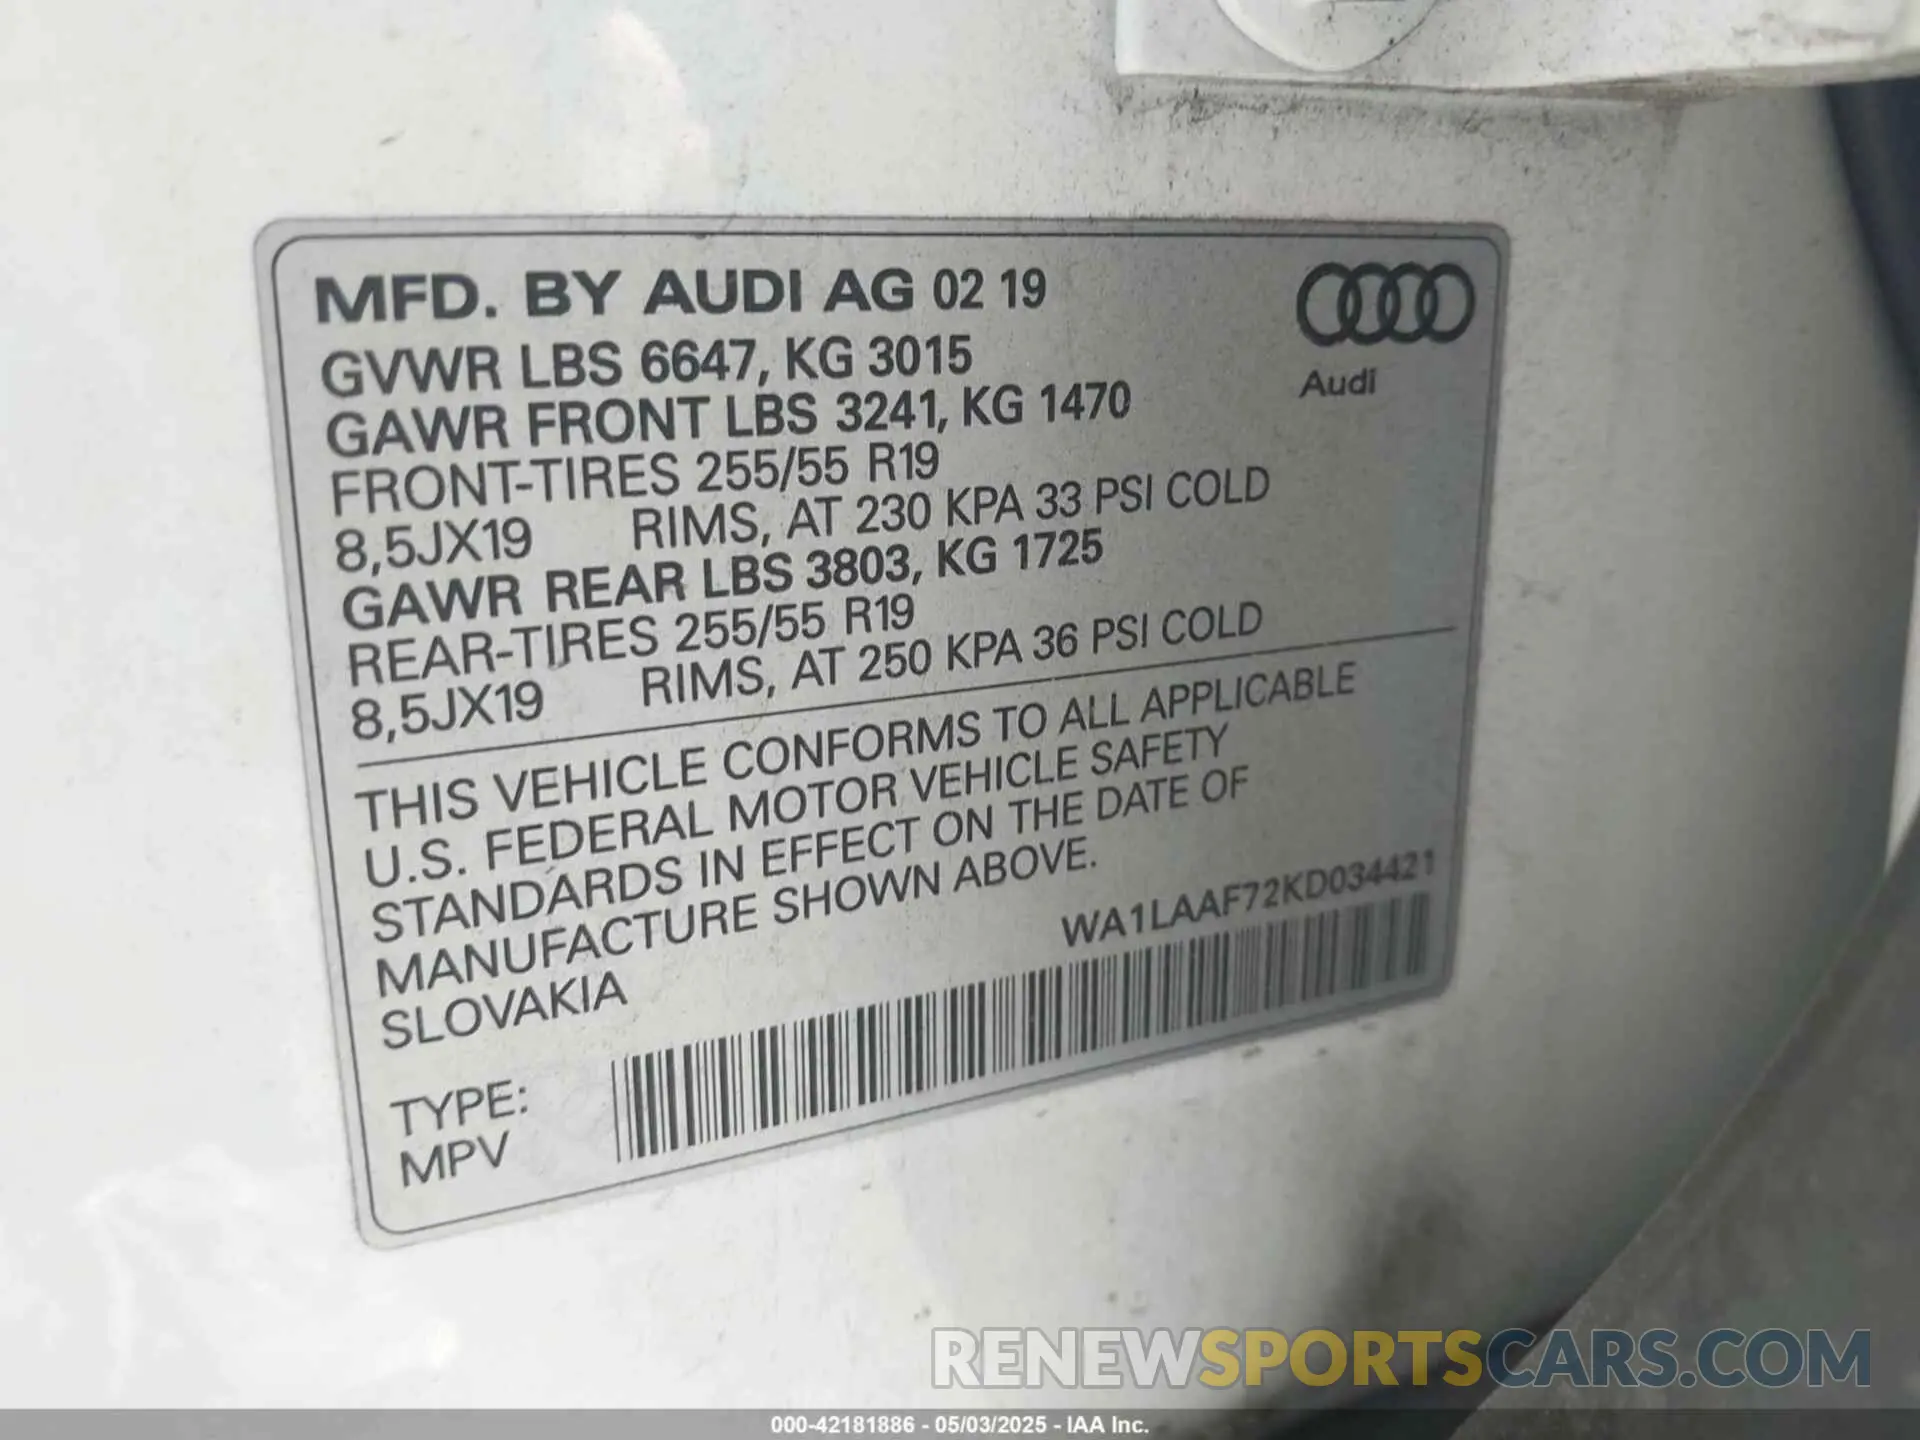 MFD. BY AUDI AG 02 19
GVWR LBS 6647, KG 3015
GAWR FRONT LBS 3241, KG 1470
FRONT-TIRES 255/55 R19
8,5JX19 RIMS, AT 230 KPA 33 PSI COLD
GAWR REAR LBS 3803, KG 1725
REAR-TIRES 255/55 R19
8,5JX19 RIMS, AT 250 KPA 36 PSI COLD
Audi
THIS VEHICLE CONFORMS TO ALL APPLICABLE
U.S. FEDERAL MOTOR VEHICLE SAFETY
STANDARDS IN EFFECT ON THE DATE OF
MANUFACTURE SHOWN ABOVE.
SLOVAKIA
WA1LAAF72KD034421
TYPE:
MPV
RENEWSPORTSCARS.COM
000-42181886 - 05/03/2025 - IAA Inc.